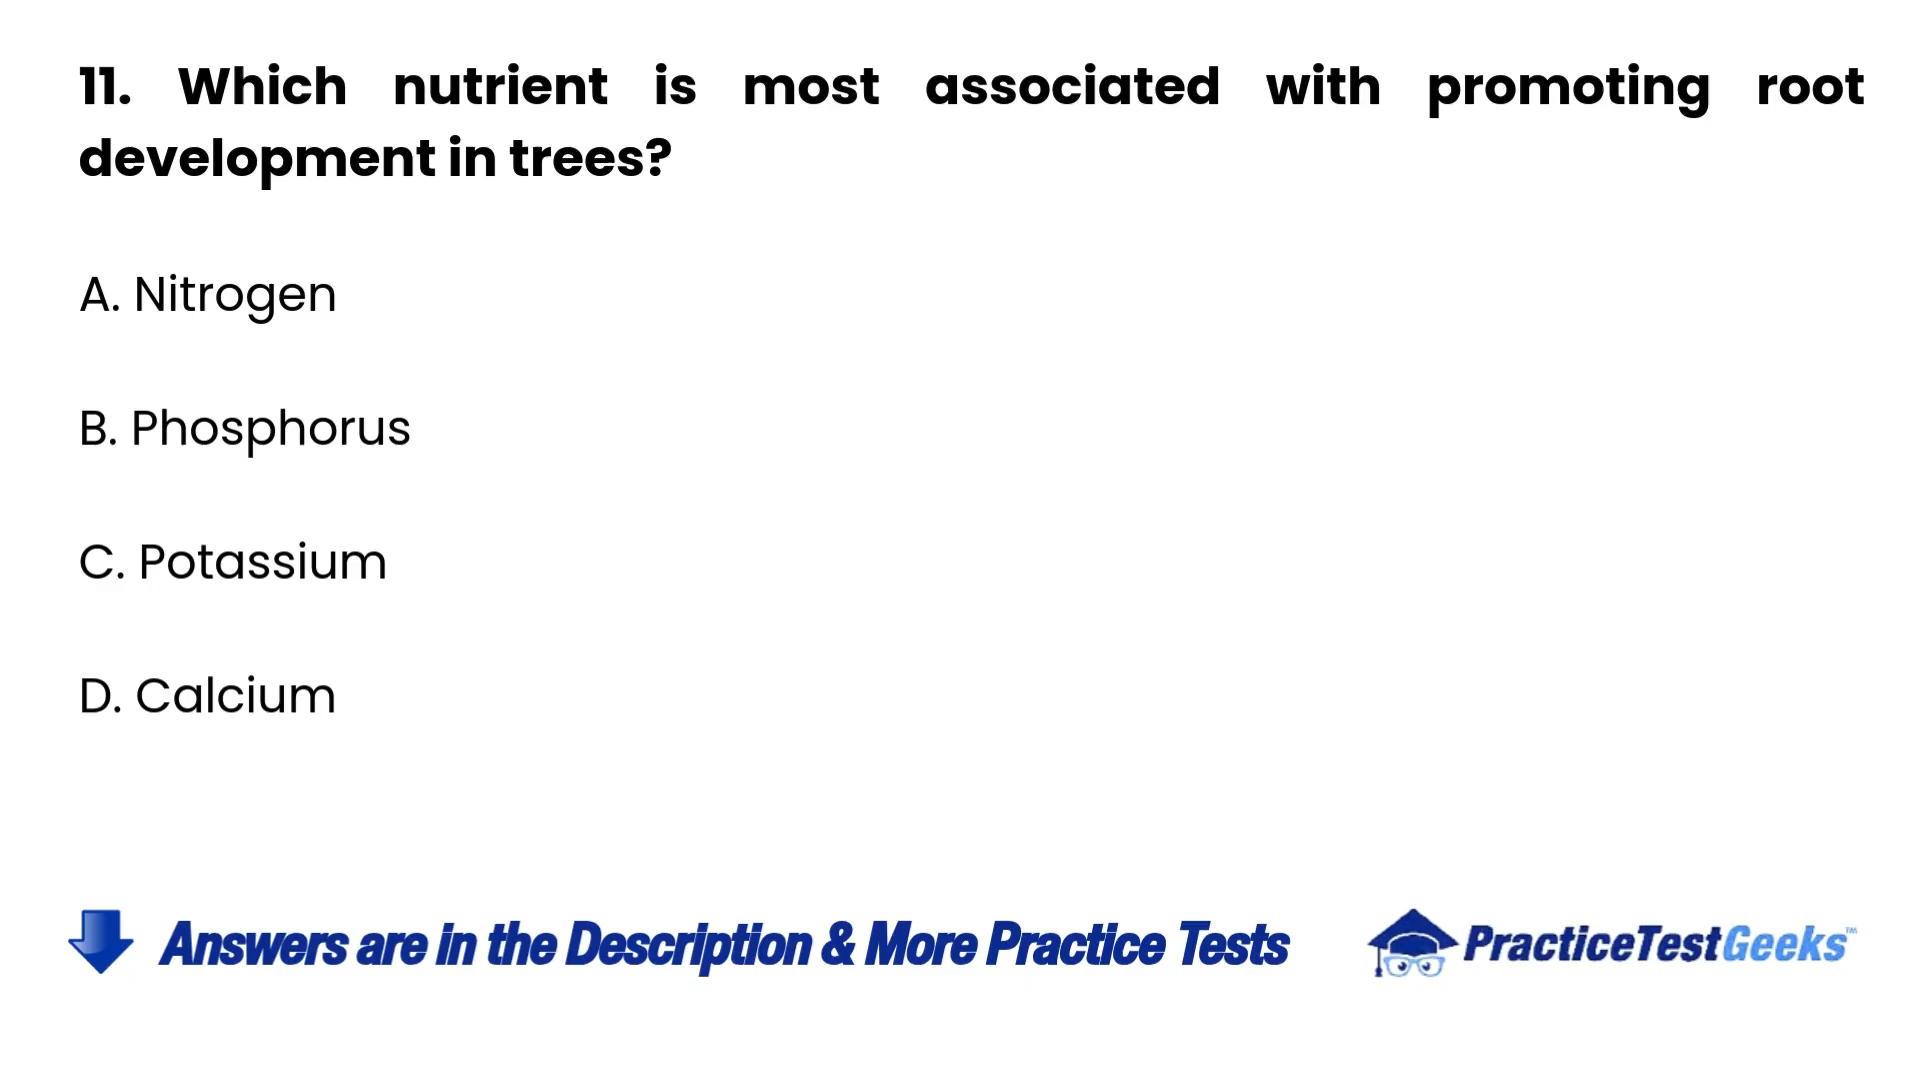 11. Which nutrient is most associated with promoting root
development in trees?
A. Nitrogen
B. Phosphorus
C. Potassium
D. Calcium
Answers are in the Description & More Practice Tests
PracticeTestGeeks™